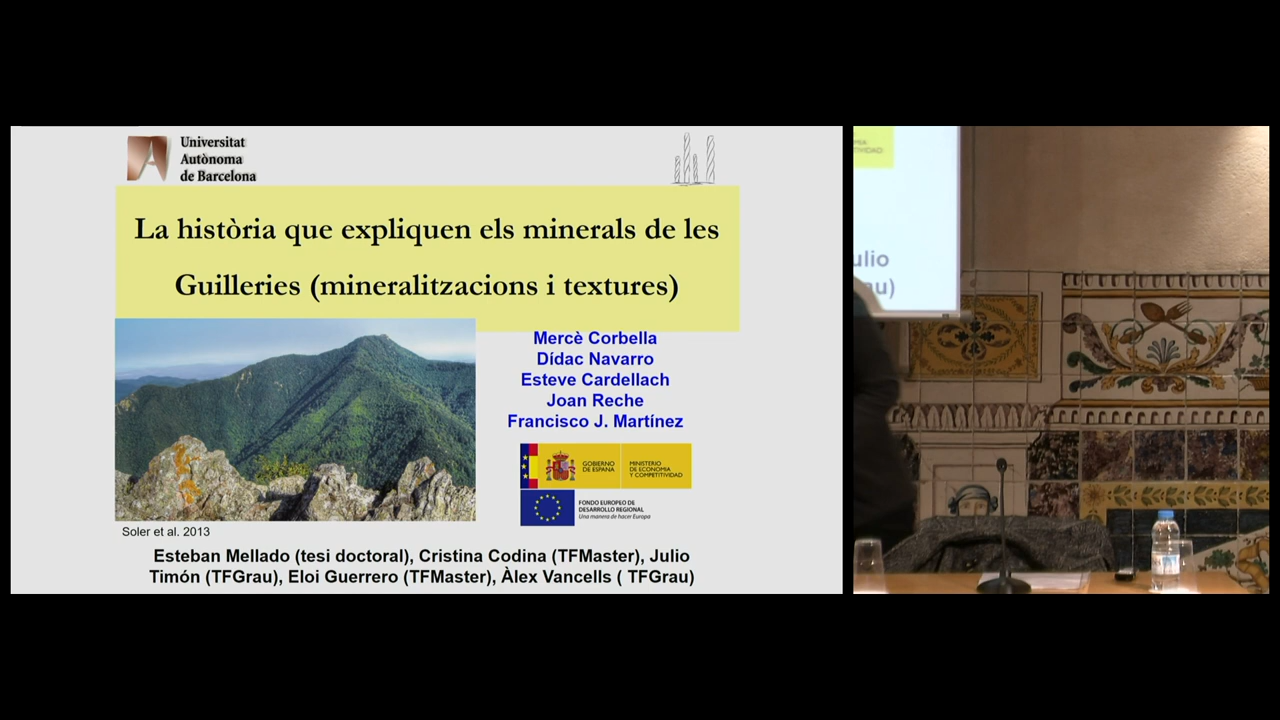 Universitat
Autònoma
de Barcelona
La història que expliquen els minerals de les
Guilleries (mineralitzacions i textures)
Mercè Corbella
Dídac Navarro
Esteve Cardellach
Joan Reche
Francisco J. Martínez
GOBIERNO
DE ESPAÑA
MINISTERIO
DE ECONOMIA
Y COMPETITIVIDAD
FONDO EUROPEO DE
DESARROLLO REGIONAL
Una manera de hacer Europa
Soler et al. 2013
Esteban Mellado (tesi doctoral), Cristina Codina (TFMaster), Julio
Timón (TFGrau), Eloi Guerrero (TFMaster), Àlex Vancells ( TFGrau)
ulio
au)